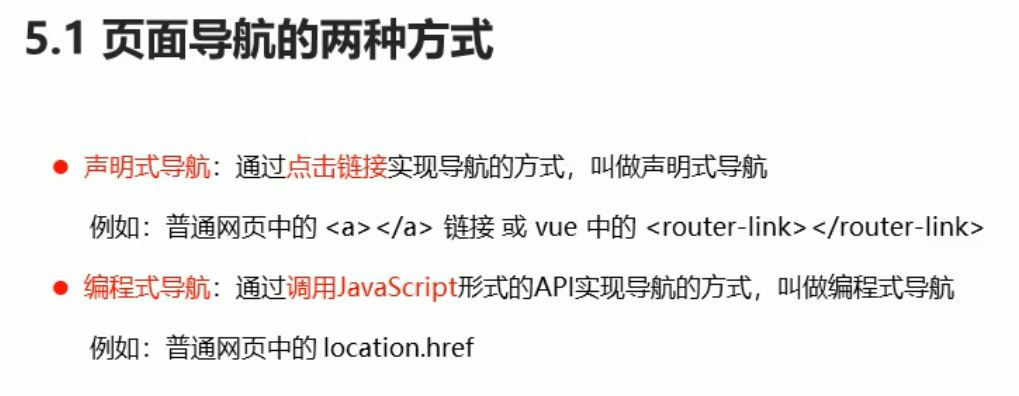 5.1 页面导航的两种方式
● 声明式导航：通过点击链接实现导航的方式，叫做声明式导航
例如：普通网页中的 <a></a> 链接 或 vue 中的 <router-link></router-link>
● 编程式导航：通过调用JavaScript形式的API实现导航的方式，叫做编程式导航
例如：普通网页中的 location.href